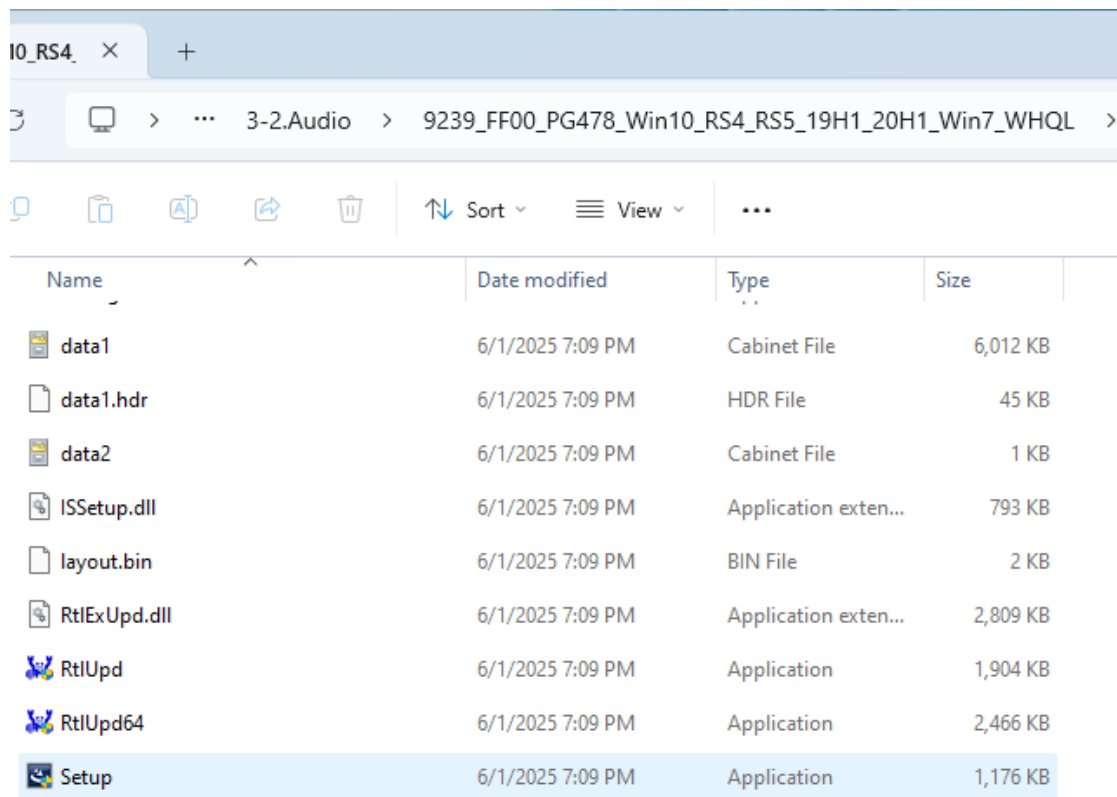 10_RS4_
3-2.Audio > 9239_FF00_PG478_Win10_RS4_RS5_19H1_20H1_Win7_WHQL >
Sort View
Name Date modified Type Size
data1 6/1/2025 7:09 PM Cabinet File 6,012 KB
data1.hdr 6/1/2025 7:09 PM HDR File 45 KB
data2 6/1/2025 7:09 PM Cabinet File 1 KB
ISSetup.dll 6/1/2025 7:09 PM Application exten... 793 KB
layout.bin 6/1/2025 7:09 PM BIN File 2 KB
RtlExUpd.dll 6/1/2025 7:09 PM Application exten... 2,809 KB
RtlUpd 6/1/2025 7:09 PM Application 1,904 KB
RtlUpd64 6/1/2025 7:09 PM Application 2,466 KB
Setup 6/1/2025 7:09 PM Application 1,176 KB